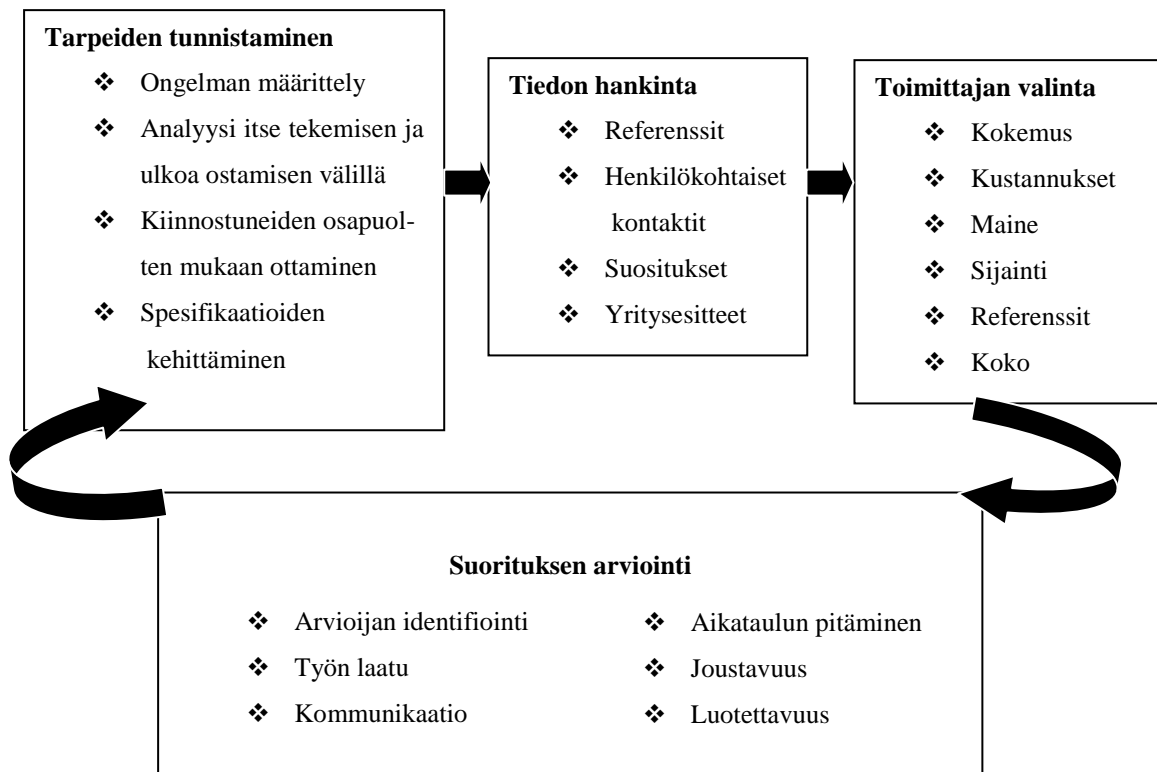 Tarpeiden tunnistaminen
❖ Ongelman määrittely
❖ Analyysi itse tekemisen ja
ulkoa ostamisen välillä
❖ Kiinnostuneiden osapuol-
ten mukaan ottaminen
❖ Spesifikaatioiden
kehittäminen
Tiedon hankinta
❖ Referenssit
❖ Henkilökohtaiset
kontaktit
❖ Suositukset
❖ Yritysesitteet
Toimittajan valinta
❖ Kokemus
❖ Kustannukset
❖ Maine
❖ Sijainti
❖ Referenssit
❖ Koko
Suorituksen arviointi
❖ Arvioijan identifiointi
❖ Työn laatu
❖ Kommunikaatio
❖ Aikataulun pitäminen
❖ Joustavuus
❖ Luotettavuus